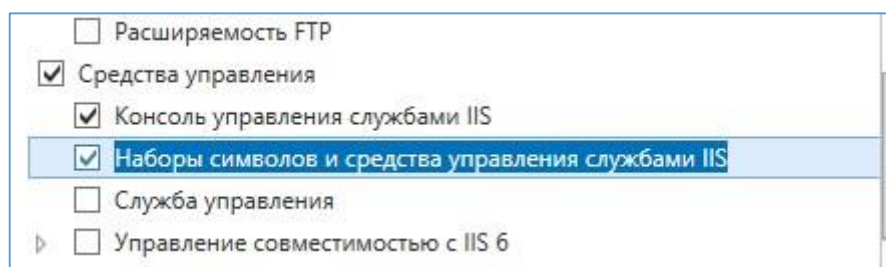 Расширяемость FTP
Средства управления
Консоль управления службами IIS
Наборы символов и средства управления службами IIS
Служба управления
Управление совместимостью с IIS 6